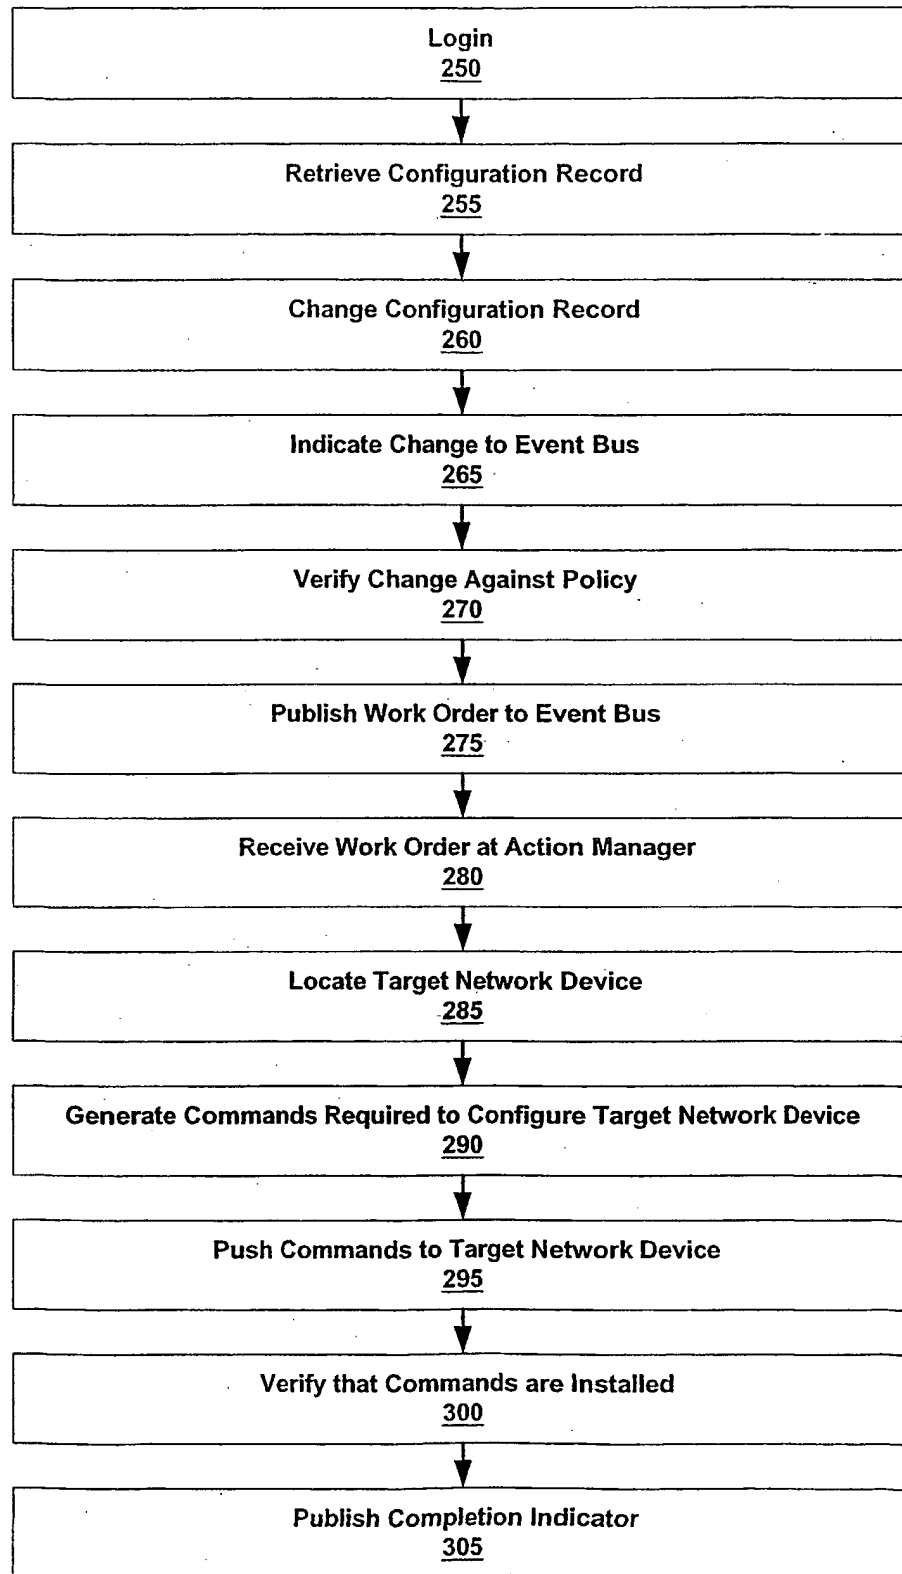 Login
250
Retrieve Configuration Record
255
Change Configuration Record
260
Indicate Change to Event Bus
265
Verify Change Against Policy
270
Publish Work Order to Event Bus
275
Receive Work Order at Action Manager
280
Locate Target Network Device
285
Generate Commands Required to Configure Target Network Device
290
Push Commands to Target Network Device
295
Verify that Commands are Installed
300
Publish Completion Indicator
305